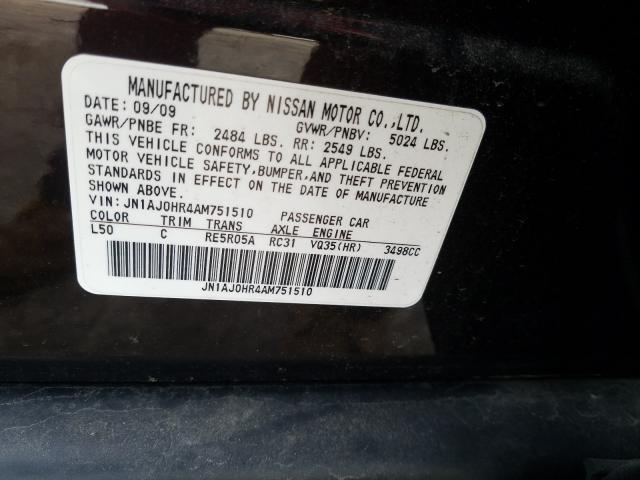 MANUFACTURED BY NISSAN MOTOR CO.,LTD.
DATE: 09/09 GVWR/PNBV: 5024 LBS.
GAWR/PNBE FR: 2484 LBS. RR: 2549 LBS.
THIS VEHICLE CONFORMS TO ALL APPLICABLE FEDERAL
MOTOR VEHICLE SAFETY, BUMPER, AND THEFT PREVENTION
STANDARDS IN EFFECT ON THE DATE OF MANUFACTURE
SHOWN ABOVE.
VIN: JN1AJ0HR4AM751510 PASSENGER CAR
COLOR TRIM TRANS AXLE ENGINE
L50 C RE5R05A RC31 VQ35(HR) 3498CC
JN1AJ0HR4AM751510